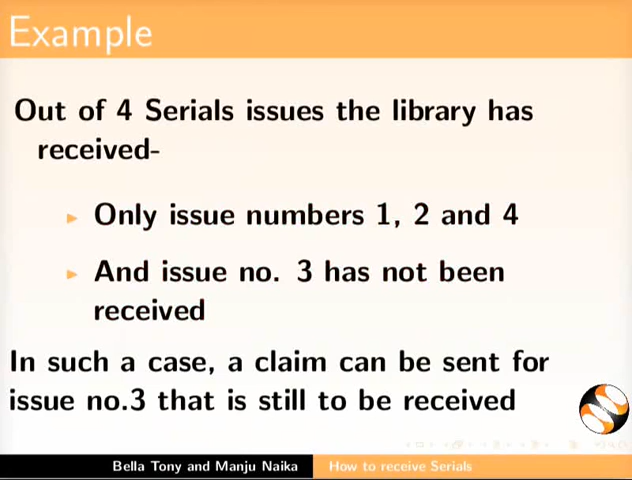 Example
Out of 4 Serials issues the library has
received-
Only issue numbers 1, 2 and 4
And issue no. 3 has not been
received
In such a case, a claim can be sent for
issue no.3 that is still to be received
Bella Tony and Manju Naika How to receive Serials